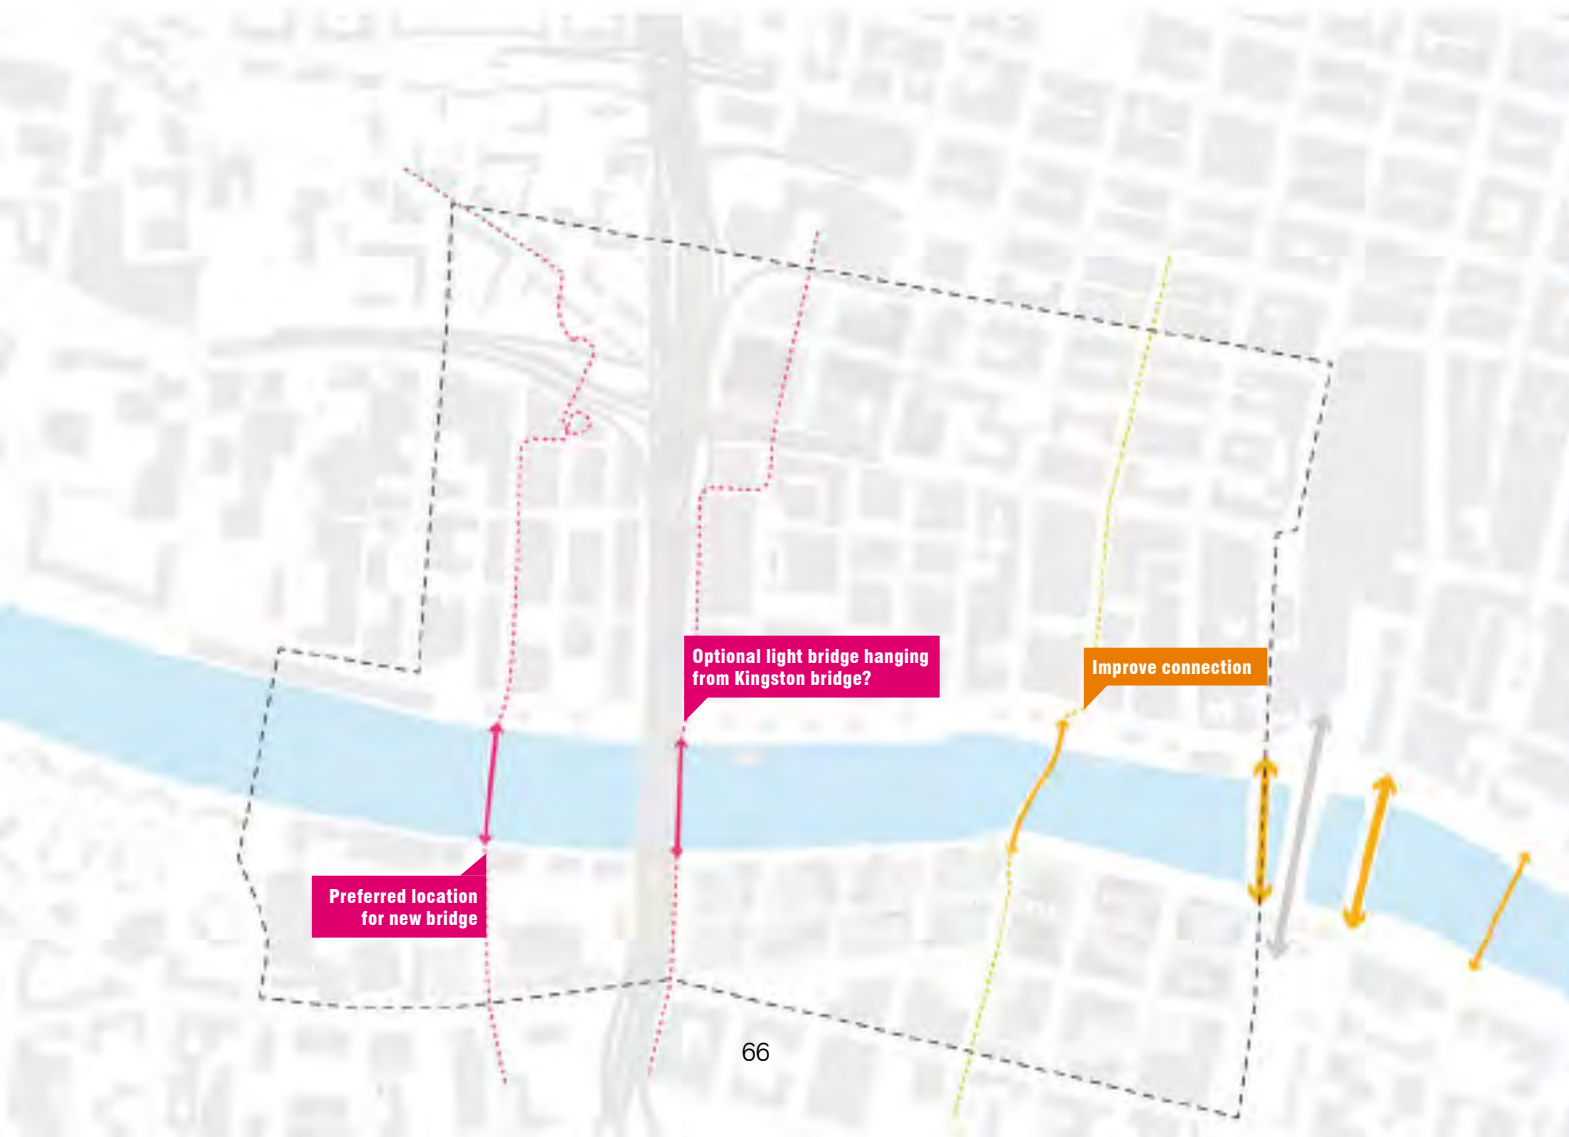 Optional light bridge hanging
from Kingston bridge?
Improve connection
Preferred location
for new bridge
66